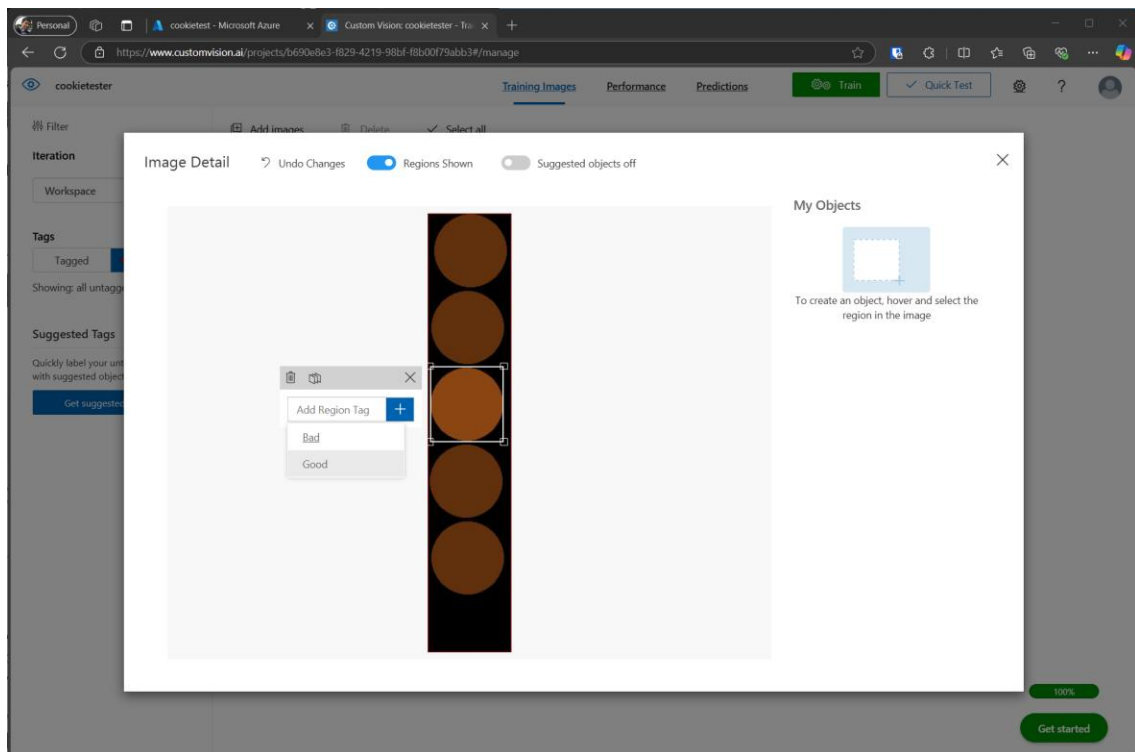 Personal
cookietest - Microsoft Azure
Custom Vision: cookietester - Trai
https://www.customvision.ai/projects/b690e8e3-f829-4219-98bf-f8b00f79abb3#/manage
cookietester
Training Images
Performance
Predictions
Train
Quick Test
?
Filter
Add images
Delete
Select all
Iteration
Workspace
Tags
Tagged
Showing: all untagge
Suggested Tags
Quickly label your unt
with suggested object
Get suggested
Image Detail
Undo Changes
Regions Shown
Suggested objects off
Add Region Tag
Bad
Good
My Objects
To create an object, hover and select the
region in the image
100%
Get started